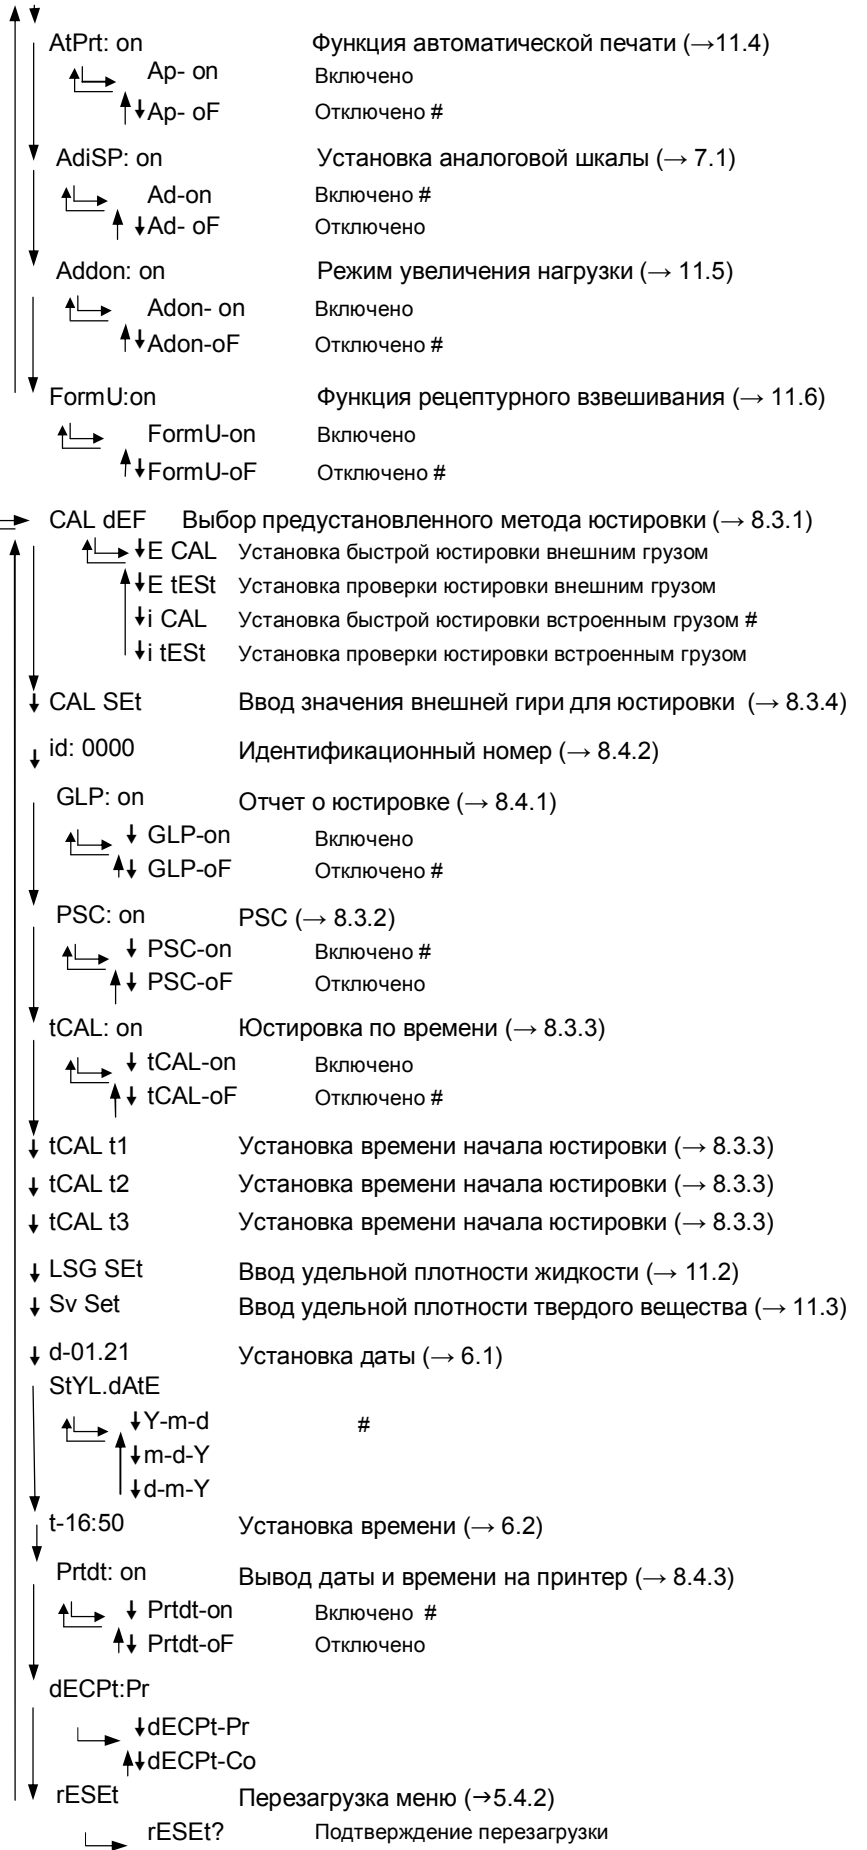 AtPrt: on Функция автоматической печати (→11.4)
Ap- on Включено
Ap- oF Отключено #
AdiSP: on Установка аналоговой шкалы (→ 7.1)
Ad-on Включено #
Ad- oF Отключено
Addon: on Режим увеличения нагрузки (→ 11.5)
Adon- on Включено
Adon-oF Отключено #
FormU:on Функция рецептурного взвешивания (→ 11.6)
FormU-on Включено
FormU-oF Отключено #
CAL dEF Выбор предустановленного метода юстировки (→ 8.3.1)
E CAL Установка быстрой юстировки внешним грузом
E tESt Установка проверки юстировки внешним грузом
i CAL Установка быстрой юстировки встроенным грузом #
i tESt Установка проверки юстировки встроенным грузом
CAL SEt Ввод значения внешней гири для юстировки (→ 8.3.4)
id: 0000 Идентификационный номер (→ 8.4.2)
GLP: on Отчет о юстировке (→ 8.4.1)
GLP-on Включено
GLP-oF Отключено #
PSC: on PSC (→ 8.3.2)
PSC-on Включено #
PSC-oF Отключено
tCAL: on Юстировка по времени (→ 8.3.3)
tCAL-on Включено
tCAL-oF Отключено #
tCAL t1 Установка времени начала юстировки (→ 8.3.3)
tCAL t2 Установка времени начала юстировки (→ 8.3.3)
tCAL t3 Установка времени начала юстировки (→ 8.3.3)
LSG SEt Ввод удельной плотности жидкости (→ 11.2)
Sv Set Ввод удельной плотности твердого вещества (→ 11.3)
d-01.21 Установка даты (→ 6.1)
StYL.dAtE
Y-m-d #
m-d-Y
d-m-Y
t-16:50 Установка времени (→ 6.2)
Prtdt: on Вывод даты и времени на принтер (→ 8.4.3)
Prtdt-on Включено #
Prtdt-oF Отключено
dECPt:Pr
dECPt-Pr
dECPt-Co
rESEt Перезагрузка меню (→5.4.2)
rESEt? Подтверждение перезагрузки